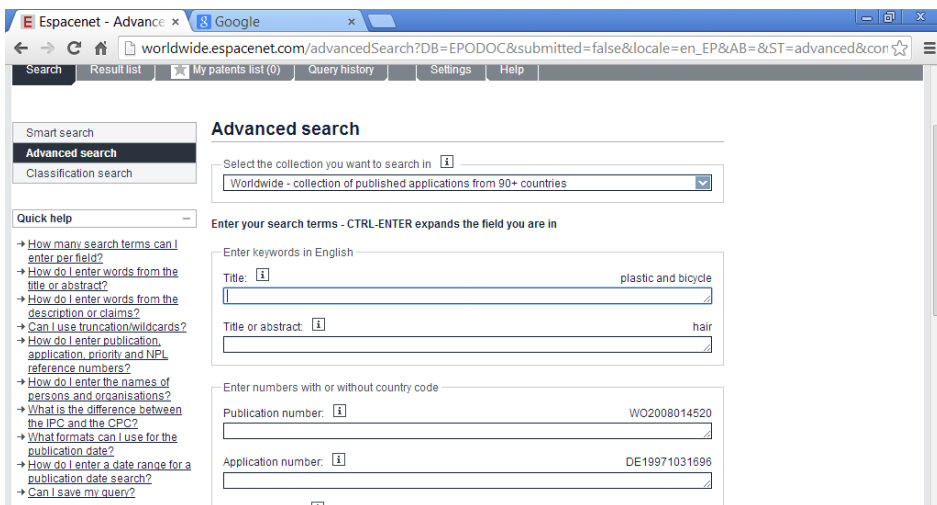 Espacenet - Advance
Google
worldwide.espacenet.com/advancedSearch?DB=EPODOC&submitted=false&locale=en_EP&AB=&ST=advanced&con
Search Result list My patents list (0) Query history Settings Help
Smart search
Advanced search
Classification search
Quick help
How many search terms can I
enter per field?
How do I enter words from the
title or abstract?
How do I enter words from the
description or claims?
Can I use truncation/wildcards?
How do I enter publication,
application, priority and NPL
reference numbers?
How do I enter the names of
persons and organisations?
What is the difference between
the IPC and the CPC?
What formats can I use for the
publication date?
How do I enter a date range for a
publication date search?
Can I save my query?
Advanced search
Select the collection you want to search in i
Worldwide - collection of published applications from 90+ countries
Enter your search terms - CTRL-ENTER expands the field you are in
Enter keywords in English
Title: i plastic and bicycle
Title or abstract: i hair
Enter numbers with or without country code
Publication number: i WO2008014520
Application number: i DE19971031696